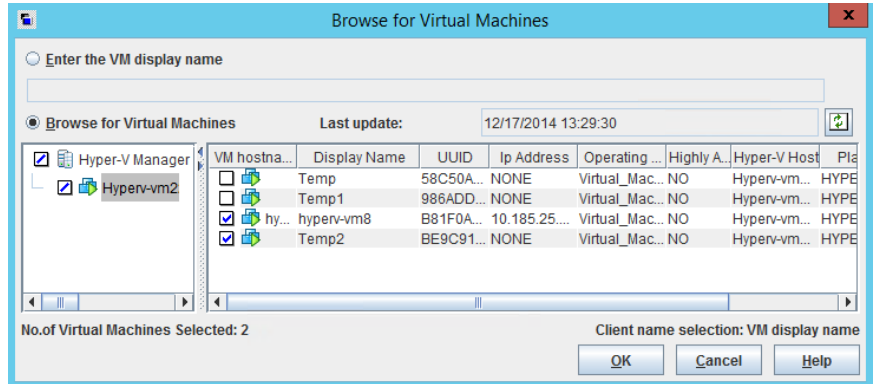 Browse for Virtual Machines
x
Enter the VM display name
Browse for Virtual Machines Last update: 12/17/2014 13:29:30
Hyper-V Manager
Hyperv-vm2
VM hostna... Display Name UUID Ip Address Operating ... Highly A... Hyper-V Host Pla
Temp 58C50A... NONE Virtual_Mac... NO Hyperv-vm... HYPE
Temp1 986ADD... NONE Virtual_Mac... NO Hyperv-vm... HYPE
hy... hyperv-vm8 B81F0A... 10.185.25.... Virtual_Mac... NO Hyperv-vm... HYPE
Temp2 BE9C91... NONE Virtual_Mac... NO Hyperv-vm... HYPE
No.of Virtual Machines Selected: 2 Client name selection: VM display name
OK Cancel Help